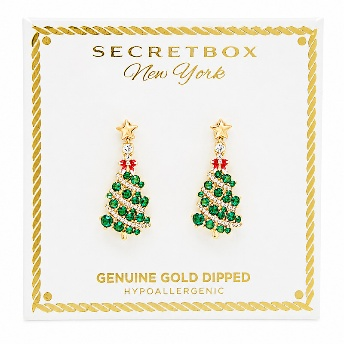 SECRETBOX
New York
GENUINE GOLD DIPPED
HYPOALLERGENIC